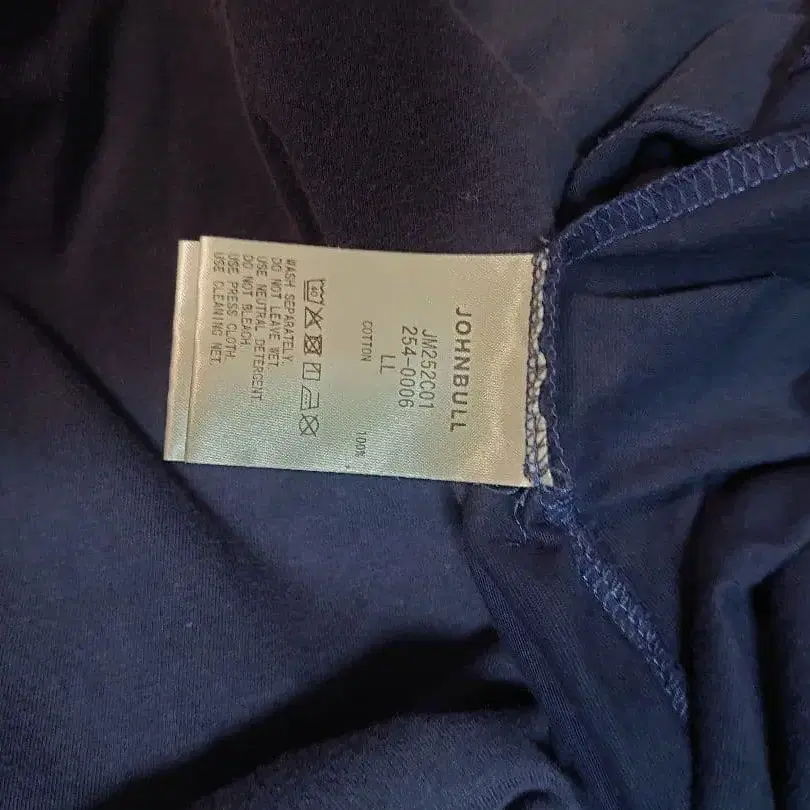 JOHNBULL
JM252C01
254-0006
LL
COTTON 100%
40
WASH SEPARATELY.
DO NOT LEAVE WET.
USE NEUTRAL DETERGENT.
DO NOT BLEACH.
USE PRESS CLOTH.
USE CLEANING NET.